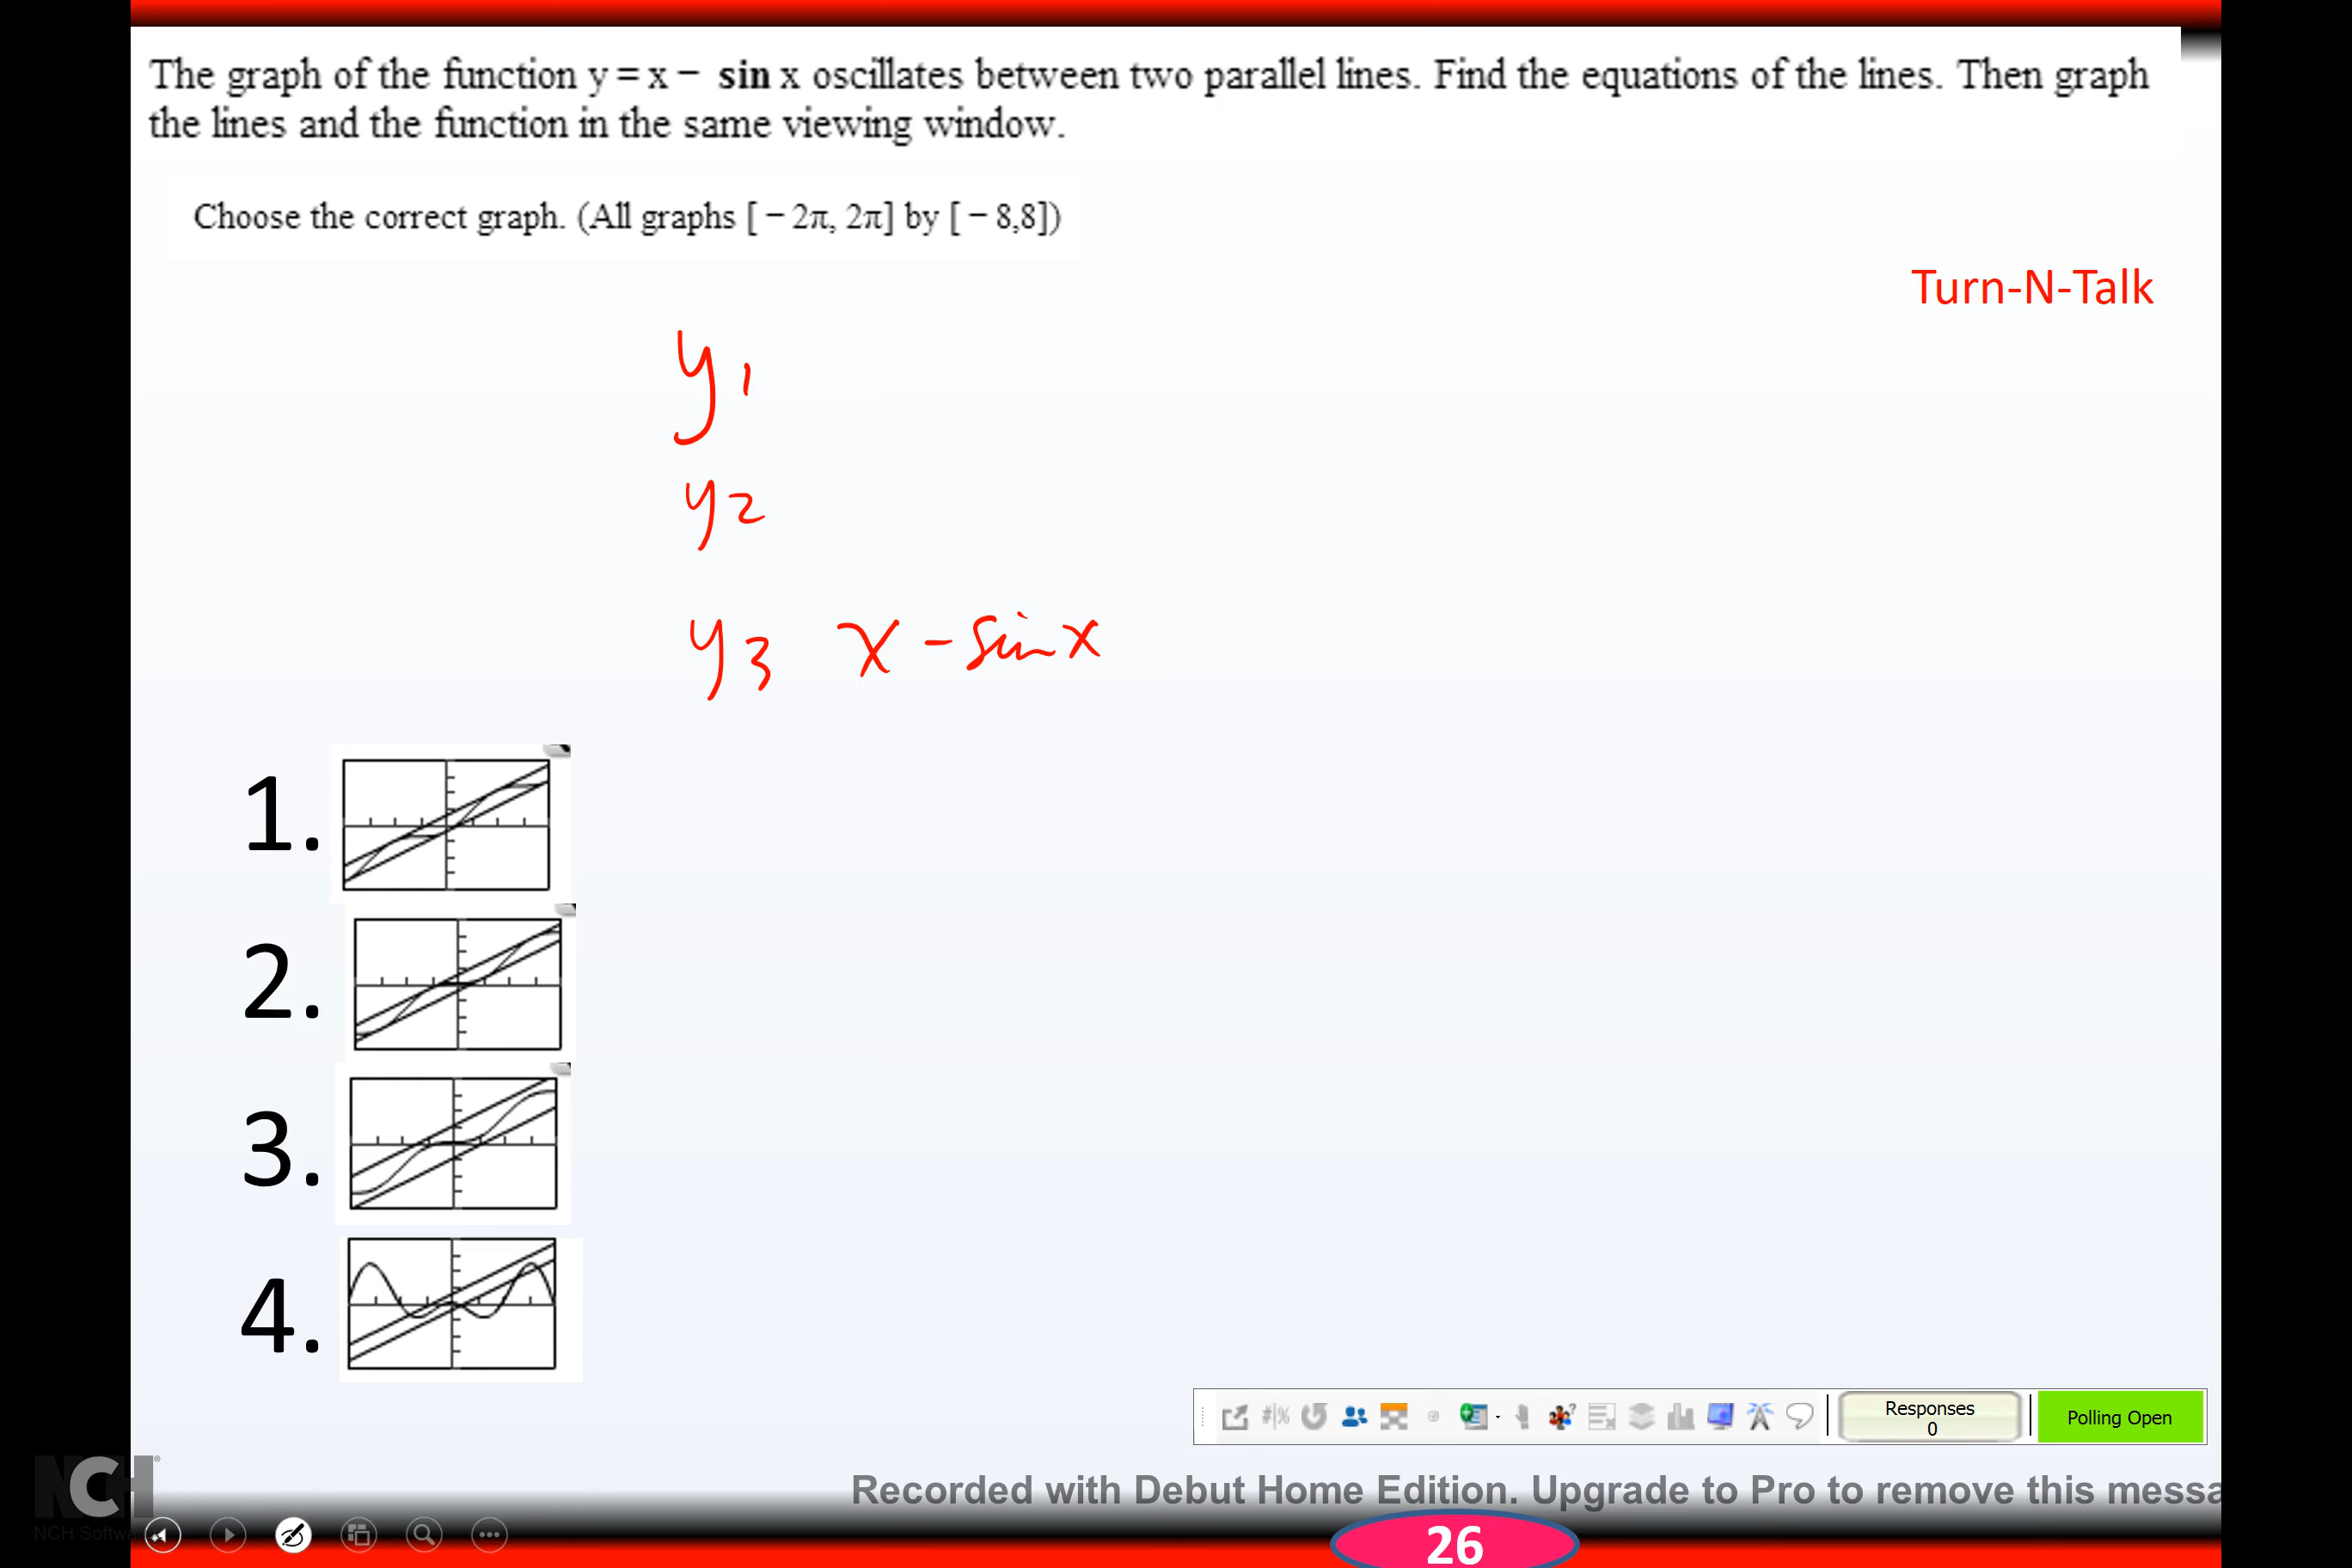 The graph of the function y = x − sin x oscillates between two parallel lines. Find the equations of the lines. Then graph
the lines and the function in the same viewing window.
Choose the correct graph. (All graphs [ − 2π, 2π] by [ − 8,8])
Turn-N-Talk
y1
y2
y3 x - sin x
1.
2.
3.
4.
#|%
Responses
0
Polling Open
NCH
®
Recorded with Debut Home Edition. Upgrade to Pro to remove this messa
NCH Softwa
26